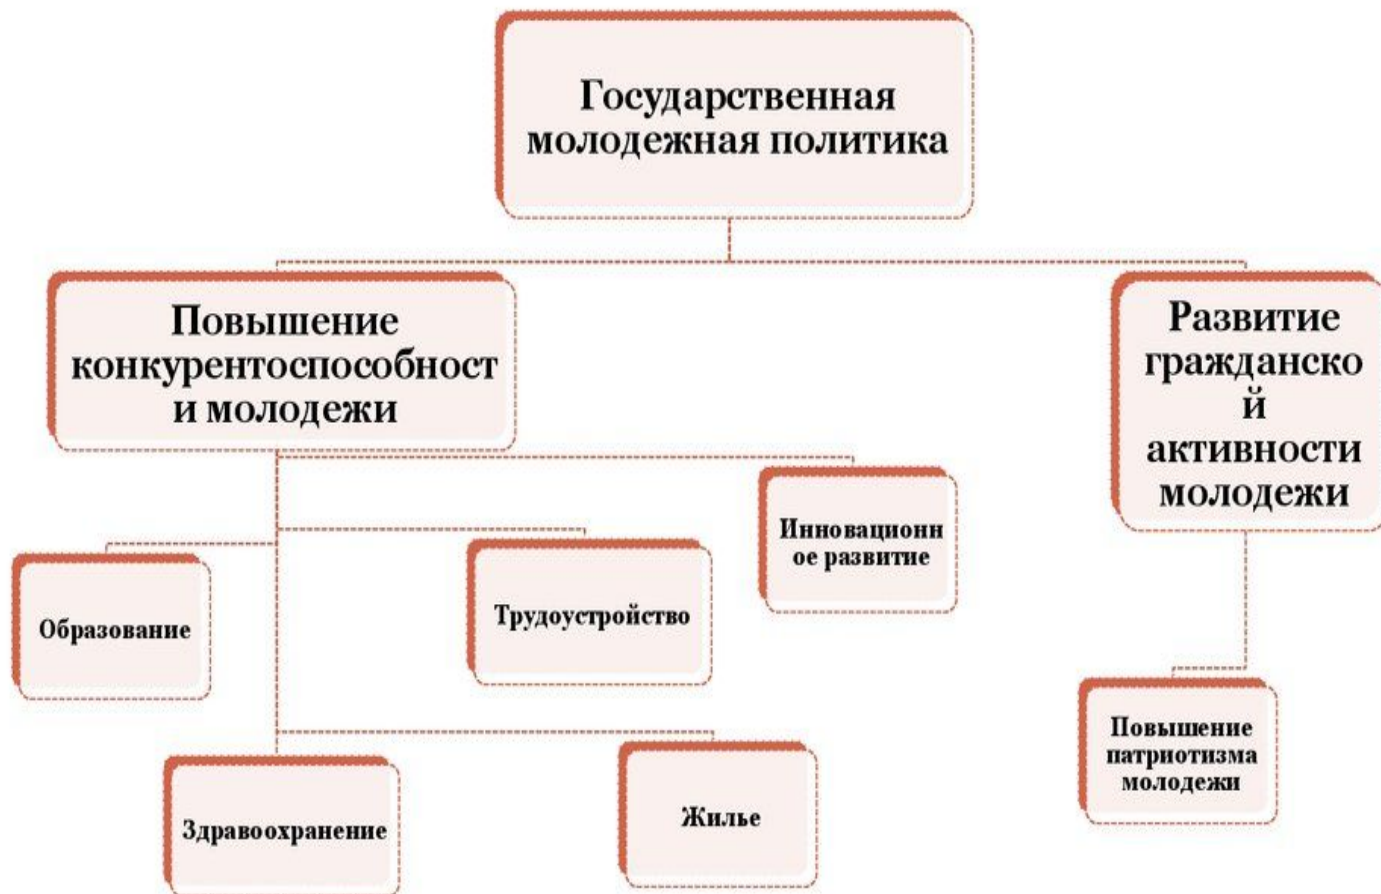 Государственная
молодежная политика
Повышение
конкурентоспособност
и молодежи
Развитие
гражданско
й
активности
молодежи
Инновационн
ое развитие
Образование
Трудоустройство
Повышение
патриотизма
молодежи
Здравоохранение
Жилье